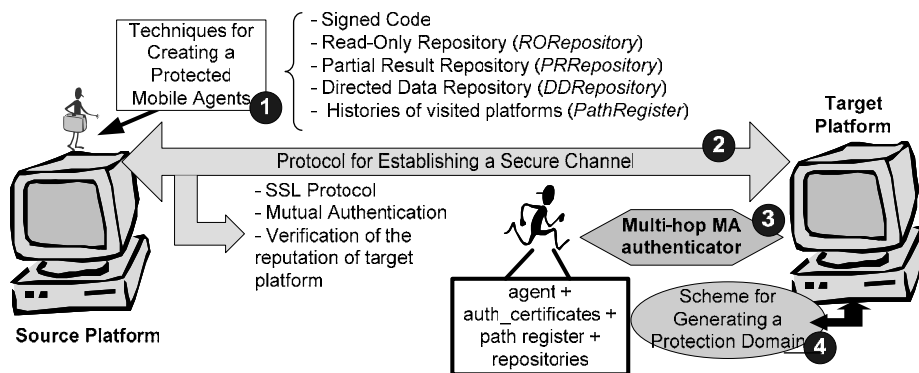 Techniques for
Creating a
Protected
Mobile Agents
1
- Signed Code
- Read-Only Repository (RORepository)
- Partial Result Repository (PRRepository)
- Directed Data Repository (DDRepository)
- Histories of visited platforms (PathRegister)
Target
Platform
2
Protocol for Establishing a Secure Channel
- SSL Protocol
- Mutual Authentication
- Verification of the
reputation of target
platform
3
Multi-hop MA
authenticator
agent +
auth_certificates +
path register +
repositories
Scheme for
Generating a
Protection Domain
4
Source Platform